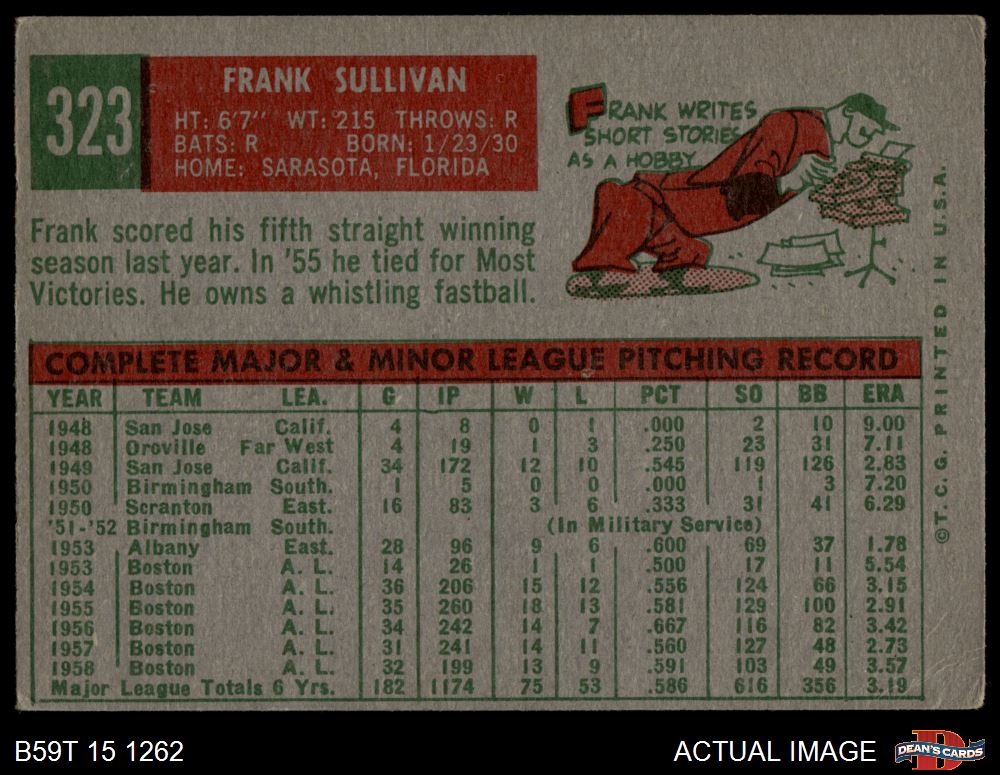 323
FRANK SULLIVAN
HT: 6'7" WT: 215 THROWS: R
BATS: R BORN: 1/23/30
HOME: SARASOTA, FLORIDA
FRANK WRITES
SHORT STORIES
AS A HOBBY
Frank scored his fifth straight winning
season last year. In '55 he tied for Most
Victories. He owns a whistling fastball.
COMPLETE MAJOR & MINOR LEAGUE PITCHING RECORD
YEAR TEAM LEA. G IP W L PCT SO BB ERA
1948 San Jose Calif. 4 8 0 1 .000 2 10 9.00
1948 Oroville Far West 4 19 1 3 .250 23 31 7.11
1949 San Jose Calif. 34 172 12 10 .545 119 126 2.83
1950 Birmingham South. 1 5 0 0 .000 1 3 7.20
1950 Scranton East. 16 83 3 6 .333 31 41 6.29
'51-'52 Birmingham South. (In Military Service)
1953 Albany East. 28 96 9 6 .600 69 37 1.78
1953 Boston A. L. 14 26 1 1 .500 17 11 5.54
1954 Boston A. L. 36 206 15 12 .556 124 66 3.15
1955 Boston A. L. 35 260 18 13 .581 129 100 2.91
1956 Boston A. L. 34 242 14 7 .667 116 82 3.42
1957 Boston A. L. 31 241 14 11 .560 127 48 2.73
1958 Boston A. L. 32 199 13 9 .591 103 49 3.57
Major League Totals 6 Yrs. 182 1174 75 53 .586 616 356 3.19
©T.C.G. PRINTED IN U.S.A.
B59T 15 1262
ACTUAL IMAGE
D
DEAN'S CARDS